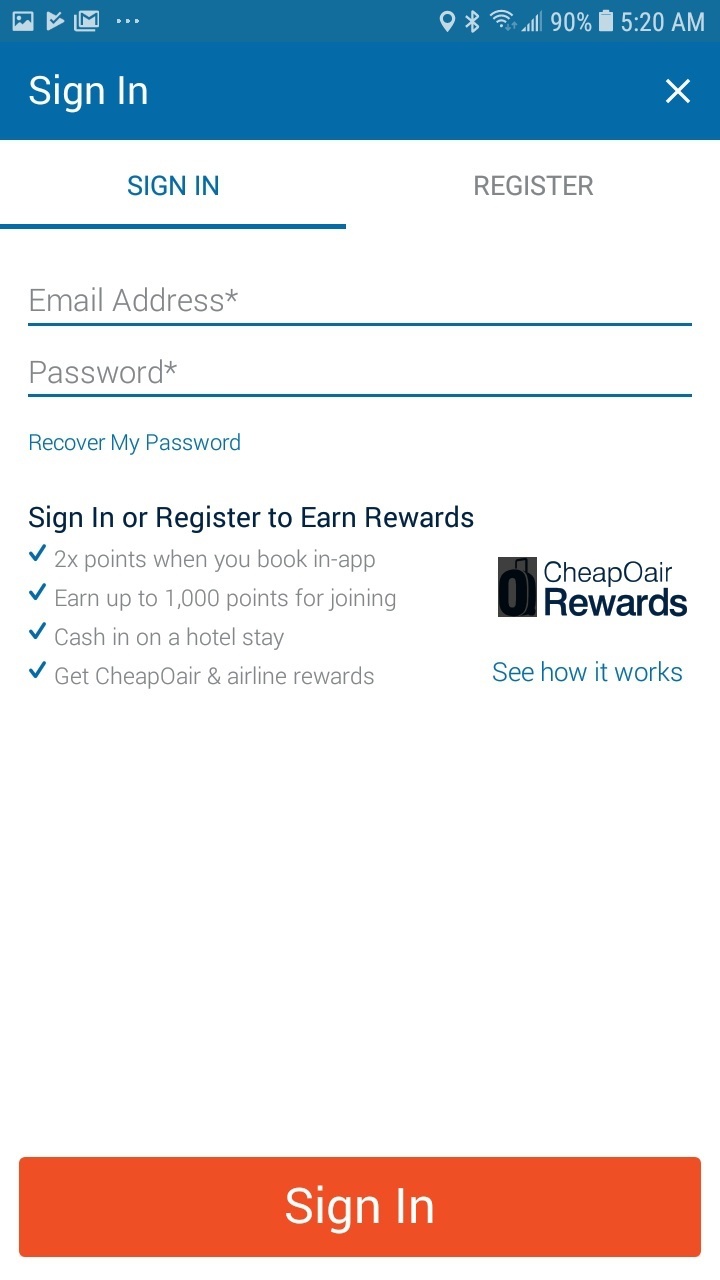 90% 5:20 AM
Sign In
SIGN IN REGISTER
Email Address*
Password*
Recover My Password
Sign In or Register to Earn Rewards
2x points when you book in-app
Earn up to 1,000 points for joining
Cash in on a hotel stay
Get CheapOair & airline rewards
CheapOair
Rewards
See how it works
Sign In